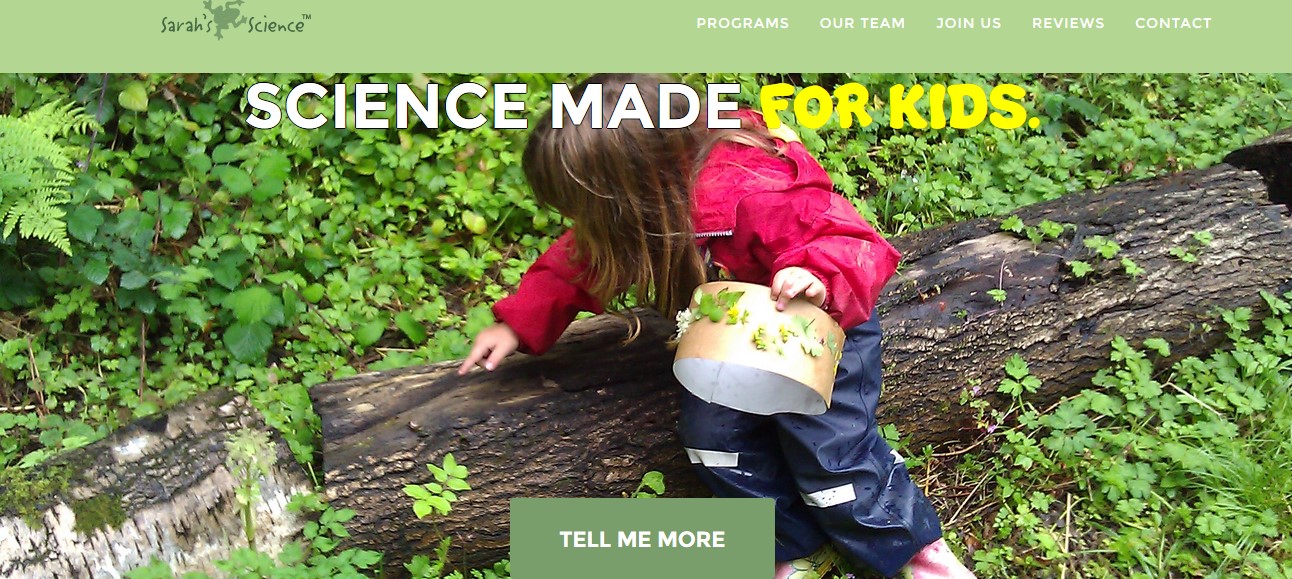 Sarah's Science™
PROGRAMS OUR TEAM JOIN US REVIEWS CONTACT
SCIENCE MADE FOR KIDS.
TELL ME MORE